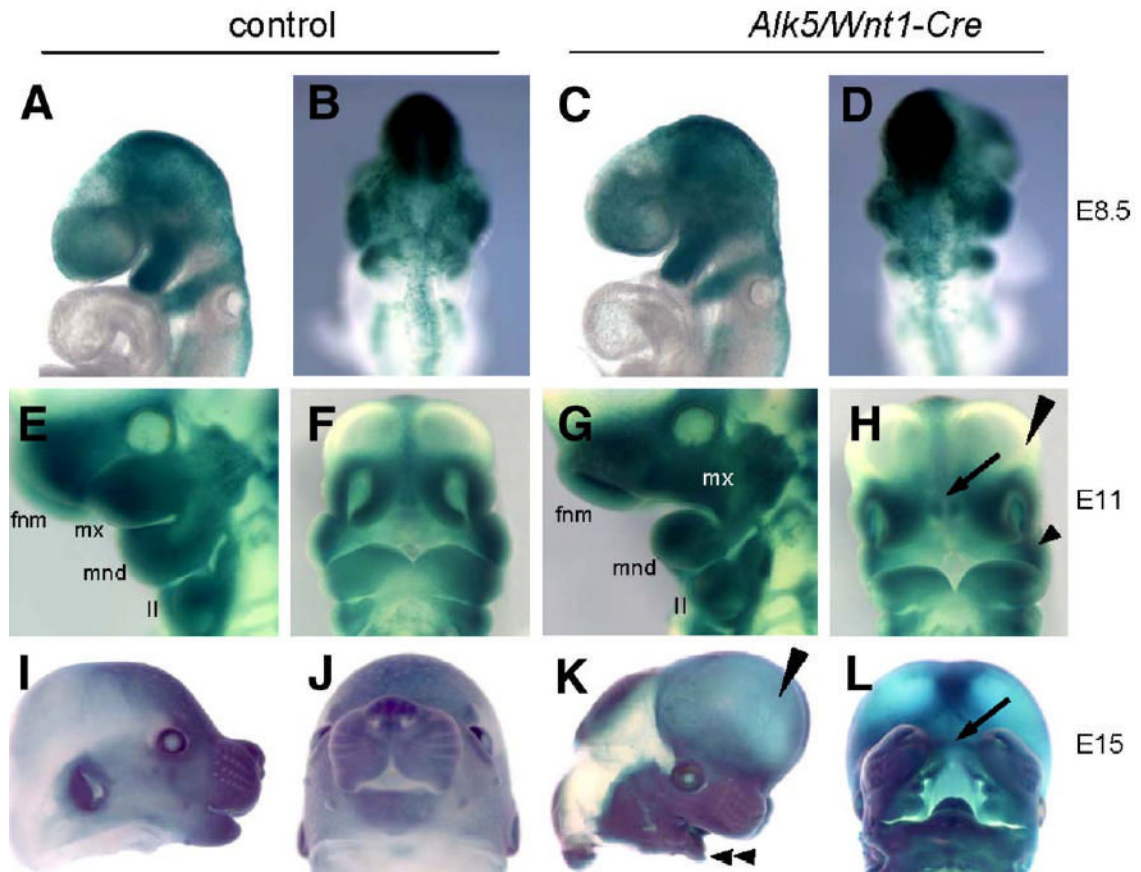 control
Alk5/Wnt1-Cre
A
B
C
D
E8.5
E
fnm
mx
mnd
II
F
G
fnm
mx
mnd
II
H
E11
I
J
K
L
E15